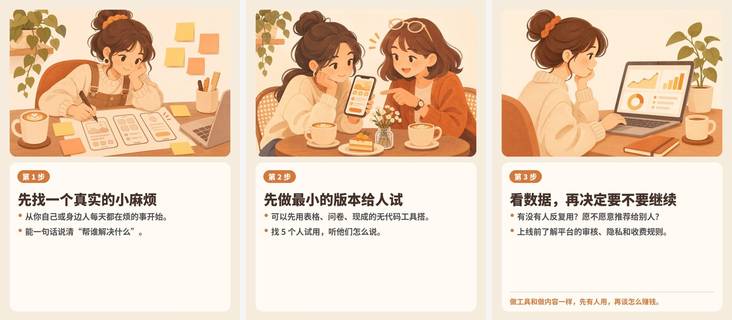 第 1 步
先找一个真实的小麻烦
• 从你自己或身边人每天都在烦的事开始。
• 能一句话说清“帮谁解决什么”。
第 2 步
先做最小的版本给人试
• 可以先用表格、问卷、现成的无代码工具搭。
• 找 5 个人试用，听他们怎么说。
第 3 步
看数据，再决定要不要继续
• 有没有人反复用？愿不愿意推荐给别人？
• 上线前了解平台的审核、隐私和收费规则。
做工具和做内容一样，先有人用，再谈怎么赚钱。